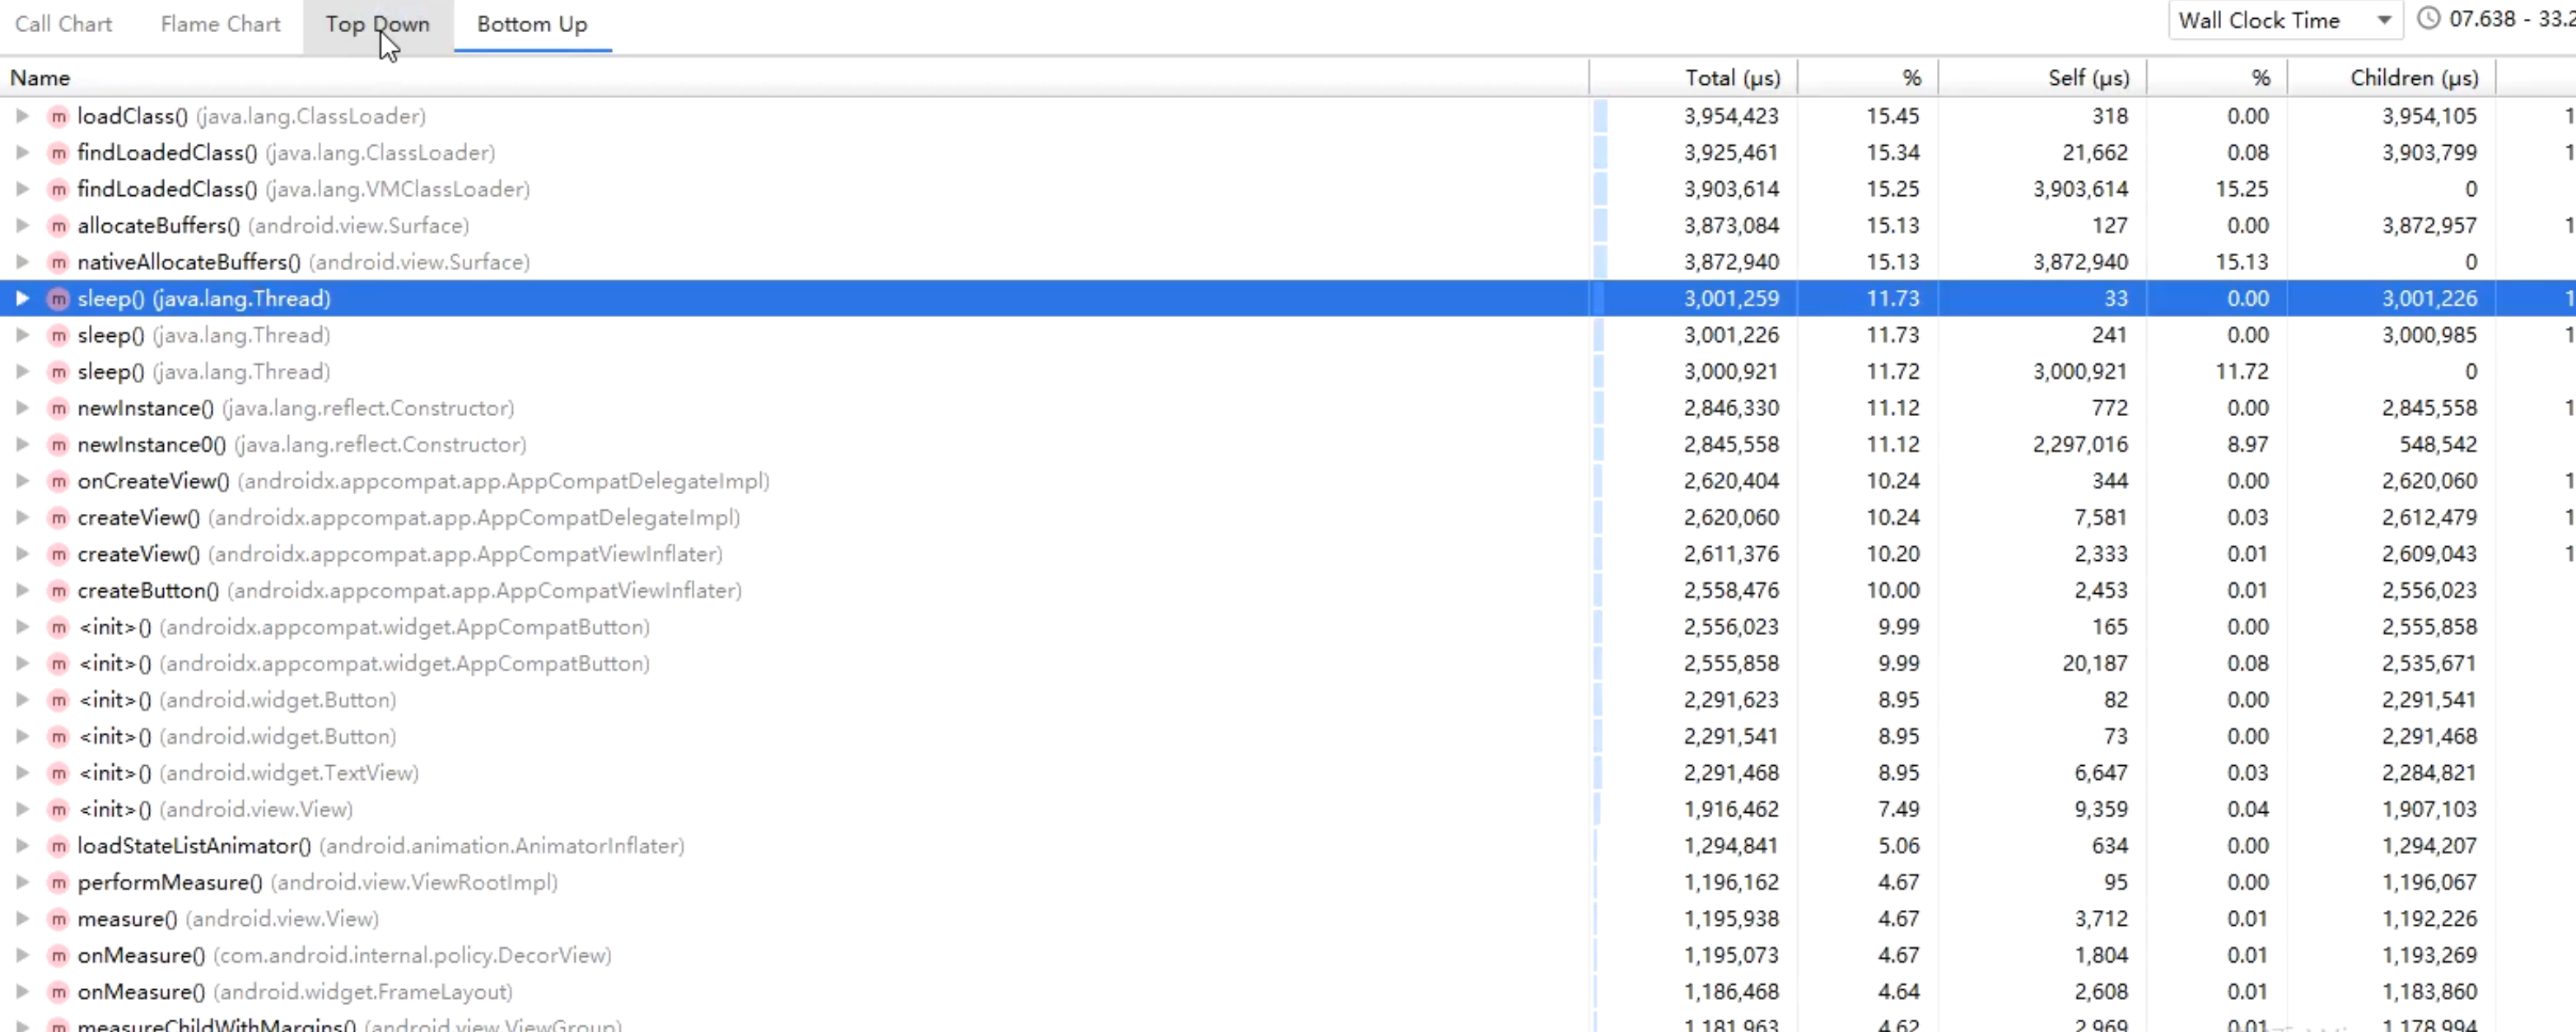 Call Chart Flame Chart Top Down Bottom Up Wall Clock Time 07.638 - 33.2
Name Total (μs) % Self (μs) % Children (μs)
m loadClass() (java.lang.ClassLoader) 3,954,423 15.45 318 0.00 3,954,105 1
m findLoadedClass() (java.lang.ClassLoader) 3,925,461 15.34 21,662 0.08 3,903,799 1
m findLoadedClass() (java.lang.VMClassLoader) 3,903,614 15.25 3,903,614 15.25 0
m allocateBuffers() (android.view.Surface) 3,873,084 15.13 127 0.00 3,872,957 1
m nativeAllocateBuffers() (android.view.Surface) 3,872,940 15.13 3,872,940 15.13 0
m sleep() (java.lang.Thread) 3,001,259 11.73 33 0.00 3,001,226 1
m sleep() (java.lang.Thread) 3,001,226 11.73 241 0.00 3,000,985 1
m sleep() (java.lang.Thread) 3,000,921 11.72 3,000,921 11.72 0
m newInstance() (java.lang.reflect.Constructor) 2,846,330 11.12 772 0.00 2,845,558 1
m newInstance0() (java.lang.reflect.Constructor) 2,845,558 11.12 2,297,016 8.97 548,542
m onCreateView() (androidx.appcompat.app.AppCompatDelegateImpl) 2,620,404 10.24 344 0.00 2,620,060 1
m createView() (androidx.appcompat.app.AppCompatDelegateImpl) 2,620,060 10.24 7,581 0.03 2,612,479 1
m createView() (androidx.appcompat.app.AppCompatViewInflater) 2,611,376 10.20 2,333 0.01 2,609,043 1
m createButton() (androidx.appcompat.app.AppCompatViewInflater) 2,558,476 10.00 2,453 0.01 2,556,023
m <init>() (androidx.appcompat.widget.AppCompatButton) 2,556,023 9.99 165 0.00 2,555,858
m <init>() (androidx.appcompat.widget.AppCompatButton) 2,555,858 9.99 20,187 0.08 2,535,671
m <init>() (android.widget.Button) 2,291,623 8.95 82 0.00 2,291,541
m <init>() (android.widget.Button) 2,291,541 8.95 73 0.00 2,291,468
m <init>() (android.widget.TextView) 2,291,468 8.95 6,647 0.03 2,284,821
m <init>() (android.view.View) 1,916,462 7.49 9,359 0.04 1,907,103
m loadStateListAnimator() (android.animation.AnimatorInflater) 1,294,841 5.06 634 0.00 1,294,207
m performMeasure() (android.view.ViewRootImpl) 1,196,162 4.67 95 0.00 1,196,067
m measure() (android.view.View) 1,195,938 4.67 3,712 0.01 1,192,226
m onMeasure() (com.android.internal.policy.DecorView) 1,195,073 4.67 1,804 0.01 1,193,269
m onMeasure() (android.widget.FrameLayout) 1,186,468 4.64 2,608 0.01 1,183,860
m measureChildWithMargins() (android.view.ViewGroup) 1,181,963 4.62 2,969 0.01 1,178,994